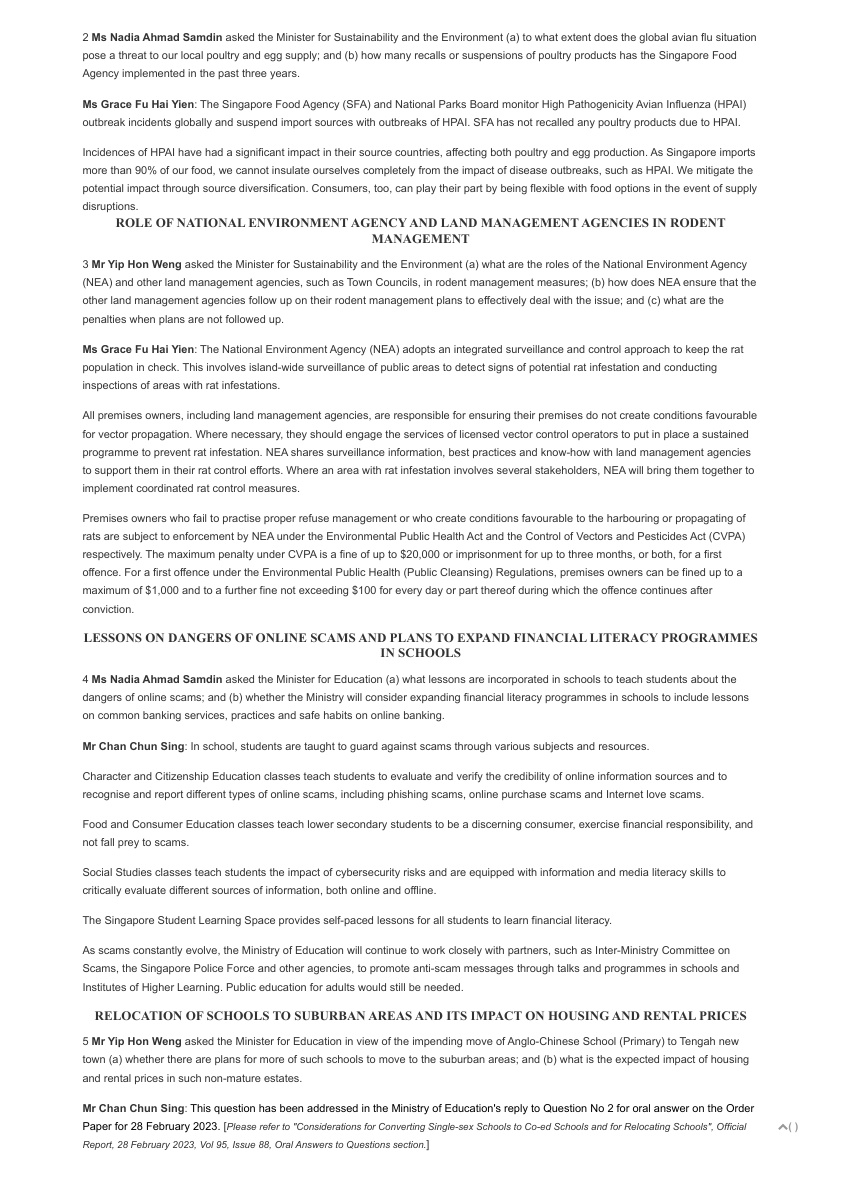 2 Ms Nadia Ahmad Samdin asked the Minister for Sustainability and the Environment (a) to what extent does the global avian flu situation
pose a threat to our local poultry and egg supply; and (b) how many recalls or suspensions of poultry products has the Singapore Food
Agency implemented in the past three years.
Ms Grace Fu Hai Yien: The Singapore Food Agency (SFA) and National Parks Board monitor High Pathogenicity Avian Influenza (HPAI)
outbreak incidents globally and suspend import sources with outbreaks of HPAI. SFA has not recalled any poultry products due to HPAI.
Incidences of HPAI have had a significant impact in their source countries, affecting both poultry and egg production. As Singapore imports
more than 90% of our food, we cannot insulate ourselves completely from the impact of disease outbreaks, such as HPAI. We mitigate the
potential impact through source diversification. Consumers, too, can play their part by being flexible with food options in the event of supply
disruptions.
ROLE OF NATIONAL ENVIRONMENT AGENCY AND LAND MANAGEMENT AGENCIES IN RODENT
MANAGEMENT
3 Mr Yip Hon Weng asked the Minister for Sustainability and the Environment (a) what are the roles of the National Environment Agency
(NEA) and other land management agencies, such as Town Councils, in rodent management measures; (b) how does NEA ensure that the
other land management agencies follow up on their rodent management plans to effectively deal with the issue; and (c) what are the
penalties when plans are not followed up.
Ms Grace Fu Hai Yien: The National Environment Agency (NEA) adopts an integrated surveillance and control approach to keep the rat
population in check. This involves island-wide surveillance of public areas to detect signs of potential rat infestation and conducting
inspections of areas with rat infestations.
All premises owners, including land management agencies, are responsible for ensuring their premises do not create conditions favourable
for vector propagation. Where necessary, they should engage the services of licensed vector control operators to put in place a sustained
programme to prevent rat infestation. NEA shares surveillance information, best practices and know-how with land management agencies
to support them in their rat control efforts. Where an area with rat infestation involves several stakeholders, NEA will bring them together to
implement coordinated rat control measures.
Premises owners who fail to practise proper refuse management or who create conditions favourable to the harbouring or propagating of
rats are subject to enforcement by NEA under the Environmental Public Health Act and the Control of Vectors and Pesticides Act (CVPA)
respectively. The maximum penalty under CVPA is a fine of up to $20,000 or imprisonment for up to three months, or both, for a first
offence. For a first offence under the Environmental Public Health (Public Cleansing) Regulations, premises owners can be fined up to a
maximum of $1,000 and to a further fine not exceeding $100 for every day or part thereof during which the offence continues after
conviction.
LESSONS ON DANGERS OF ONLINE SCAMS AND PLANS TO EXPAND FINANCIAL LITERACY PROGRAMMES
IN SCHOOLS
4 Ms Nadia Ahmad Samdin asked the Minister for Education (a) what lessons are incorporated in schools to teach students about the
dangers of online scams; and (b) whether the Ministry will consider expanding financial literacy programmes in schools to include lessons
on common banking services, practices and safe habits on online banking.
Mr Chan Chun Sing: In school, students are taught to guard against scams through various subjects and resources.
Character and Citizenship Education classes teach students to evaluate and verify the credibility of online information sources and to
recognise and report different types of online scams, including phishing scams, online purchase scams and Internet love scams.
Food and Consumer Education classes teach lower secondary students to be a discerning consumer, exercise financial responsibility, and
not fall prey to scams.
Social Studies classes teach students the impact of cybersecurity risks and are equipped with information and media literacy skills to
critically evaluate different sources of information, both online and offline.
The Singapore Student Learning Space provides self-paced lessons for all students to learn financial literacy.
As scams constantly evolve, the Ministry of Education will continue to work closely with partners, such as Inter-Ministry Committee on
Scams, the Singapore Police Force and other agencies, to promote anti-scam messages through talks and programmes in schools and
Institutes of Higher Learning. Public education for adults would still be needed.
RELOCATION OF SCHOOLS TO SUBURBAN AREAS AND ITS IMPACT ON HOUSING AND RENTAL PRICES
5 Mr Yip Hon Weng asked the Minister for Education in view of the impending move of Anglo-Chinese School (Primary) to Tengah new
town (a) whether there are plans for more of such schools to move to the suburban areas; and (b) what is the expected impact of housing
and rental prices in such non-mature estates.
Mr Chan Chun Sing: This question has been addressed in the Ministry of Education's reply to Question No 2 for oral answer on the Order
Paper for 28 February 2023. [Please refer to "Considerations for Converting Single-sex Schools to Co-ed Schools and for Relocating Schools", Official
Report, 28 February 2023, Vol 95, Issue 88, Oral Answers to Questions section.]
( )